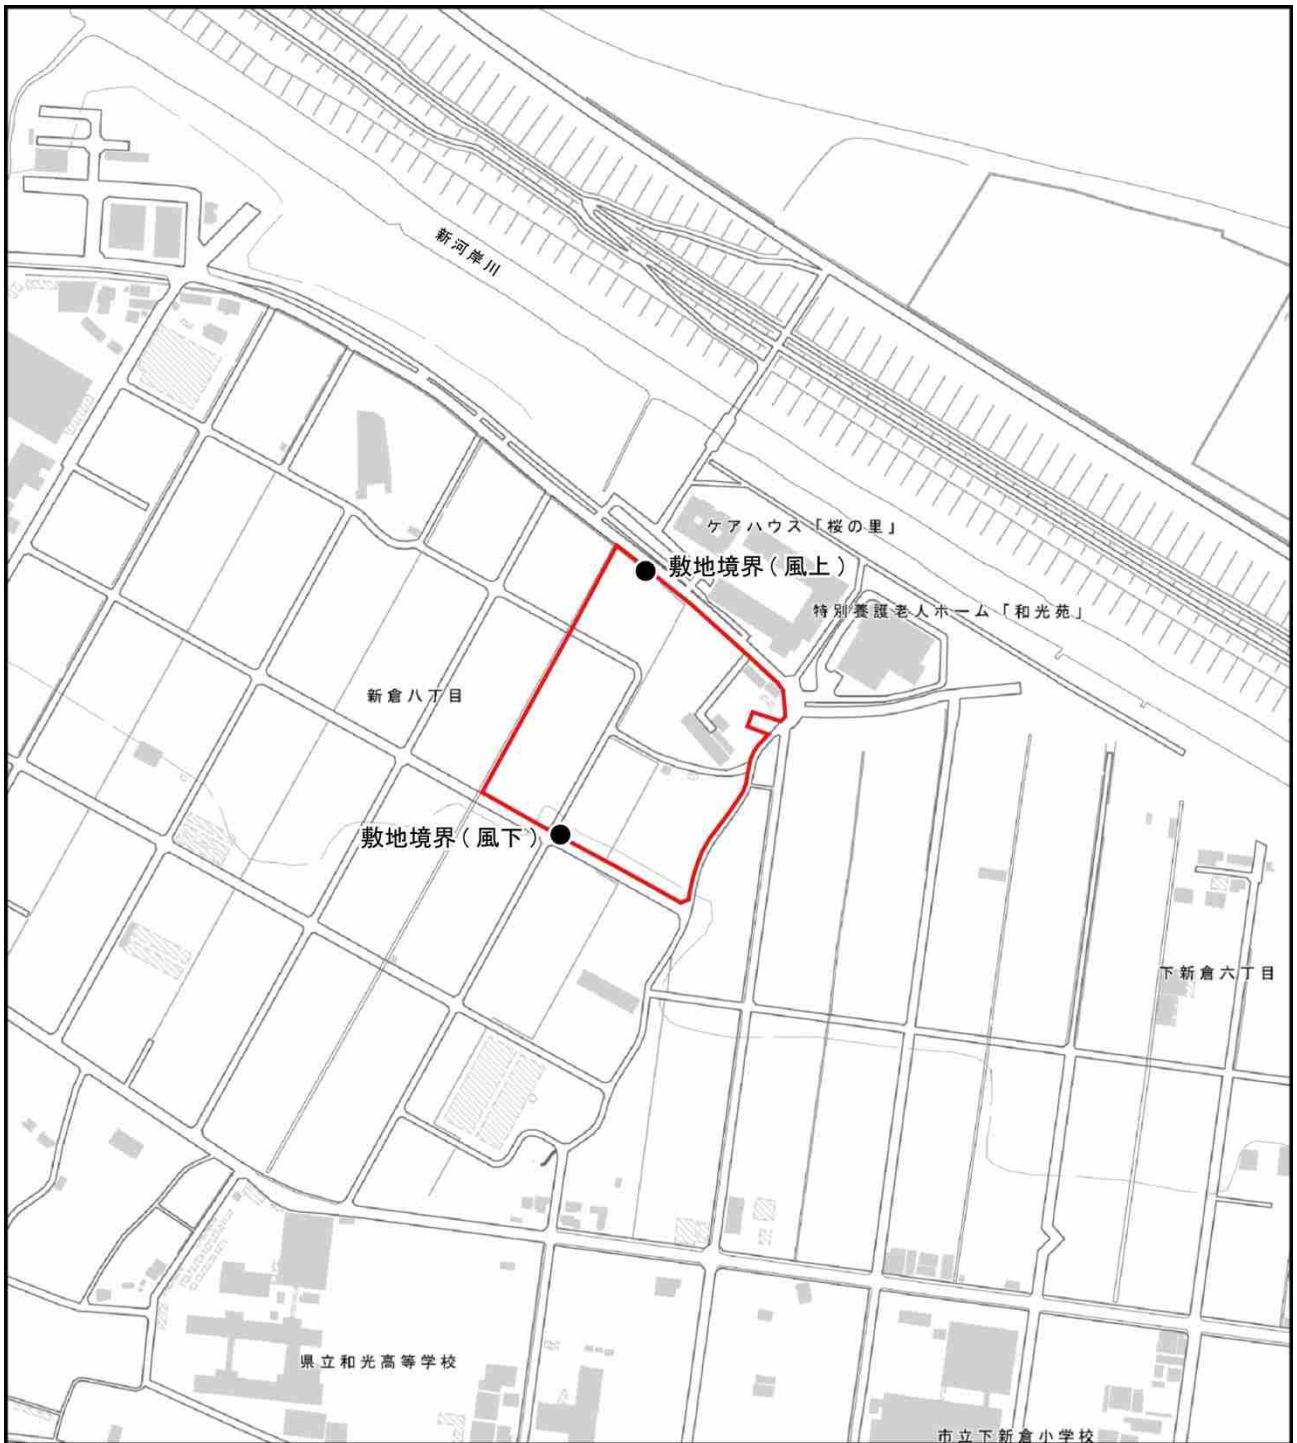 新河岸川
ケアハウス「桜の里」
敷地境界(風上)
特別養護老人ホーム「和光苑」
新倉八丁目
敷地境界(風下)
下新倉六丁目
県立和光高等学校
市立下新倉小学校